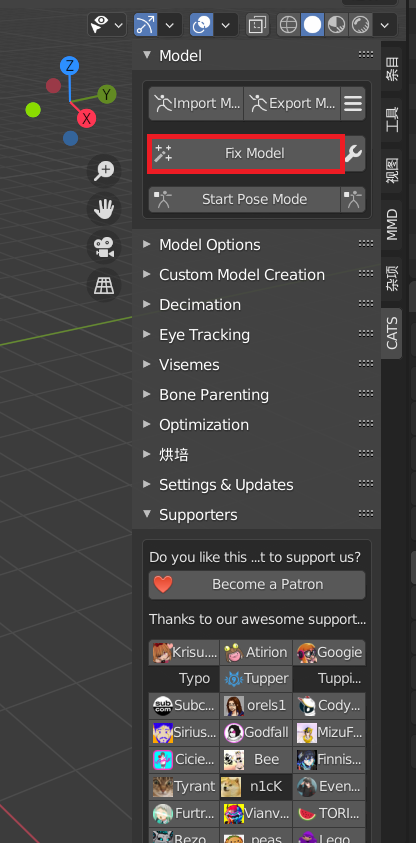 Model
Z
Y
X
Import M...
Export M...
Fix Model
Start Pose Mode
Model Options
Custom Model Creation
Decimation
Eye Tracking
Visemes
Bone Parenting
Optimization
烘培
Settings & Updates
Supporters
Do you like this ...t to support us?
Become a Patron
Thanks to our awesome support...
Krisu....
Atirion
Googie
Typo
Tupper
Tuppi...
Subc...
orels1
Cody...
Sirius...
Godfall
MizuF...
Cicie...
Bee
Finnis...
Tyrant
n1cK
Even...
Furtr...
Vianv...
TORI...
Rezo...
peas
Lego...
条目
工具
视图
MMD
杂项
CATS